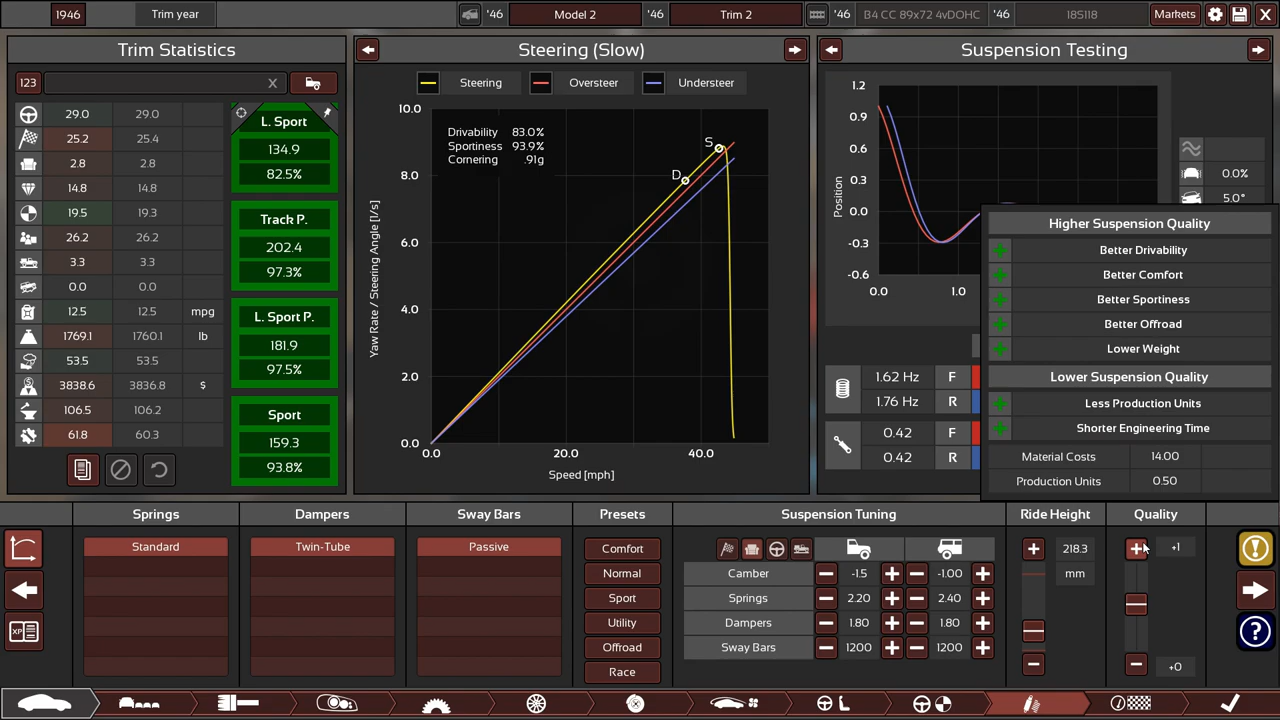 1946
Trim year
'46
Model 2
'46
Trim 2
'46
B4 CC 89x72 4vDOHC
'46
18S118
Markets
Trim Statistics
123
x
29.0 29.0
25.2 25.4
2.8 2.8
14.8 14.8
19.5 19.3
26.2 26.2
3.3 3.3
0.0 0.0
12.5 12.5 mpg
1769.1 1760.1 lb
53.5 53.5
3838.6 3836.8 $
106.5 106.2
61.8 60.3
L. Sport
134.9
82.5%
Track P.
202.4
97.3%
L. Sport P.
181.9
97.5%
Sport
159.3
93.8%
Steering (Slow)
Steering
Oversteer
Understeer
Drivability 83.0%
Sportiness 93.9%
Cornering .91g
S
D
10.0
8.0
6.0
4.0
2.0
0.0
0.0 20.0 40.0
Yaw Rate / Steering Angle [1/s]
Speed [mph]
Suspension Testing
1.2
0.9
0.6
0.3
0.0
-0.3
-0.6
0.0 1.0
Position
0.0%
5.0°
1.62 Hz F
1.76 Hz R
0.42 F
0.42 R
Higher Suspension Quality
+ Better Drivability
+ Better Comfort
+ Better Sportiness
+ Better Offroad
+ Lower Weight
Lower Suspension Quality
+ Less Production Units
+ Shorter Engineering Time
Material Costs 14.00
Production Units 0.50
Springs
Standard
Dampers
Twin-Tube
Sway Bars
Passive
Presets
Comfort
Normal
Sport
Utility
Offroad
Race
Suspension Tuning
Camber -1.5 -1.00
Springs 2.20 2.40
Dampers 1.80 1.80
Sway Bars 1200 1200
Ride Height
218.3
mm
Quality
+1
+0
XP
?